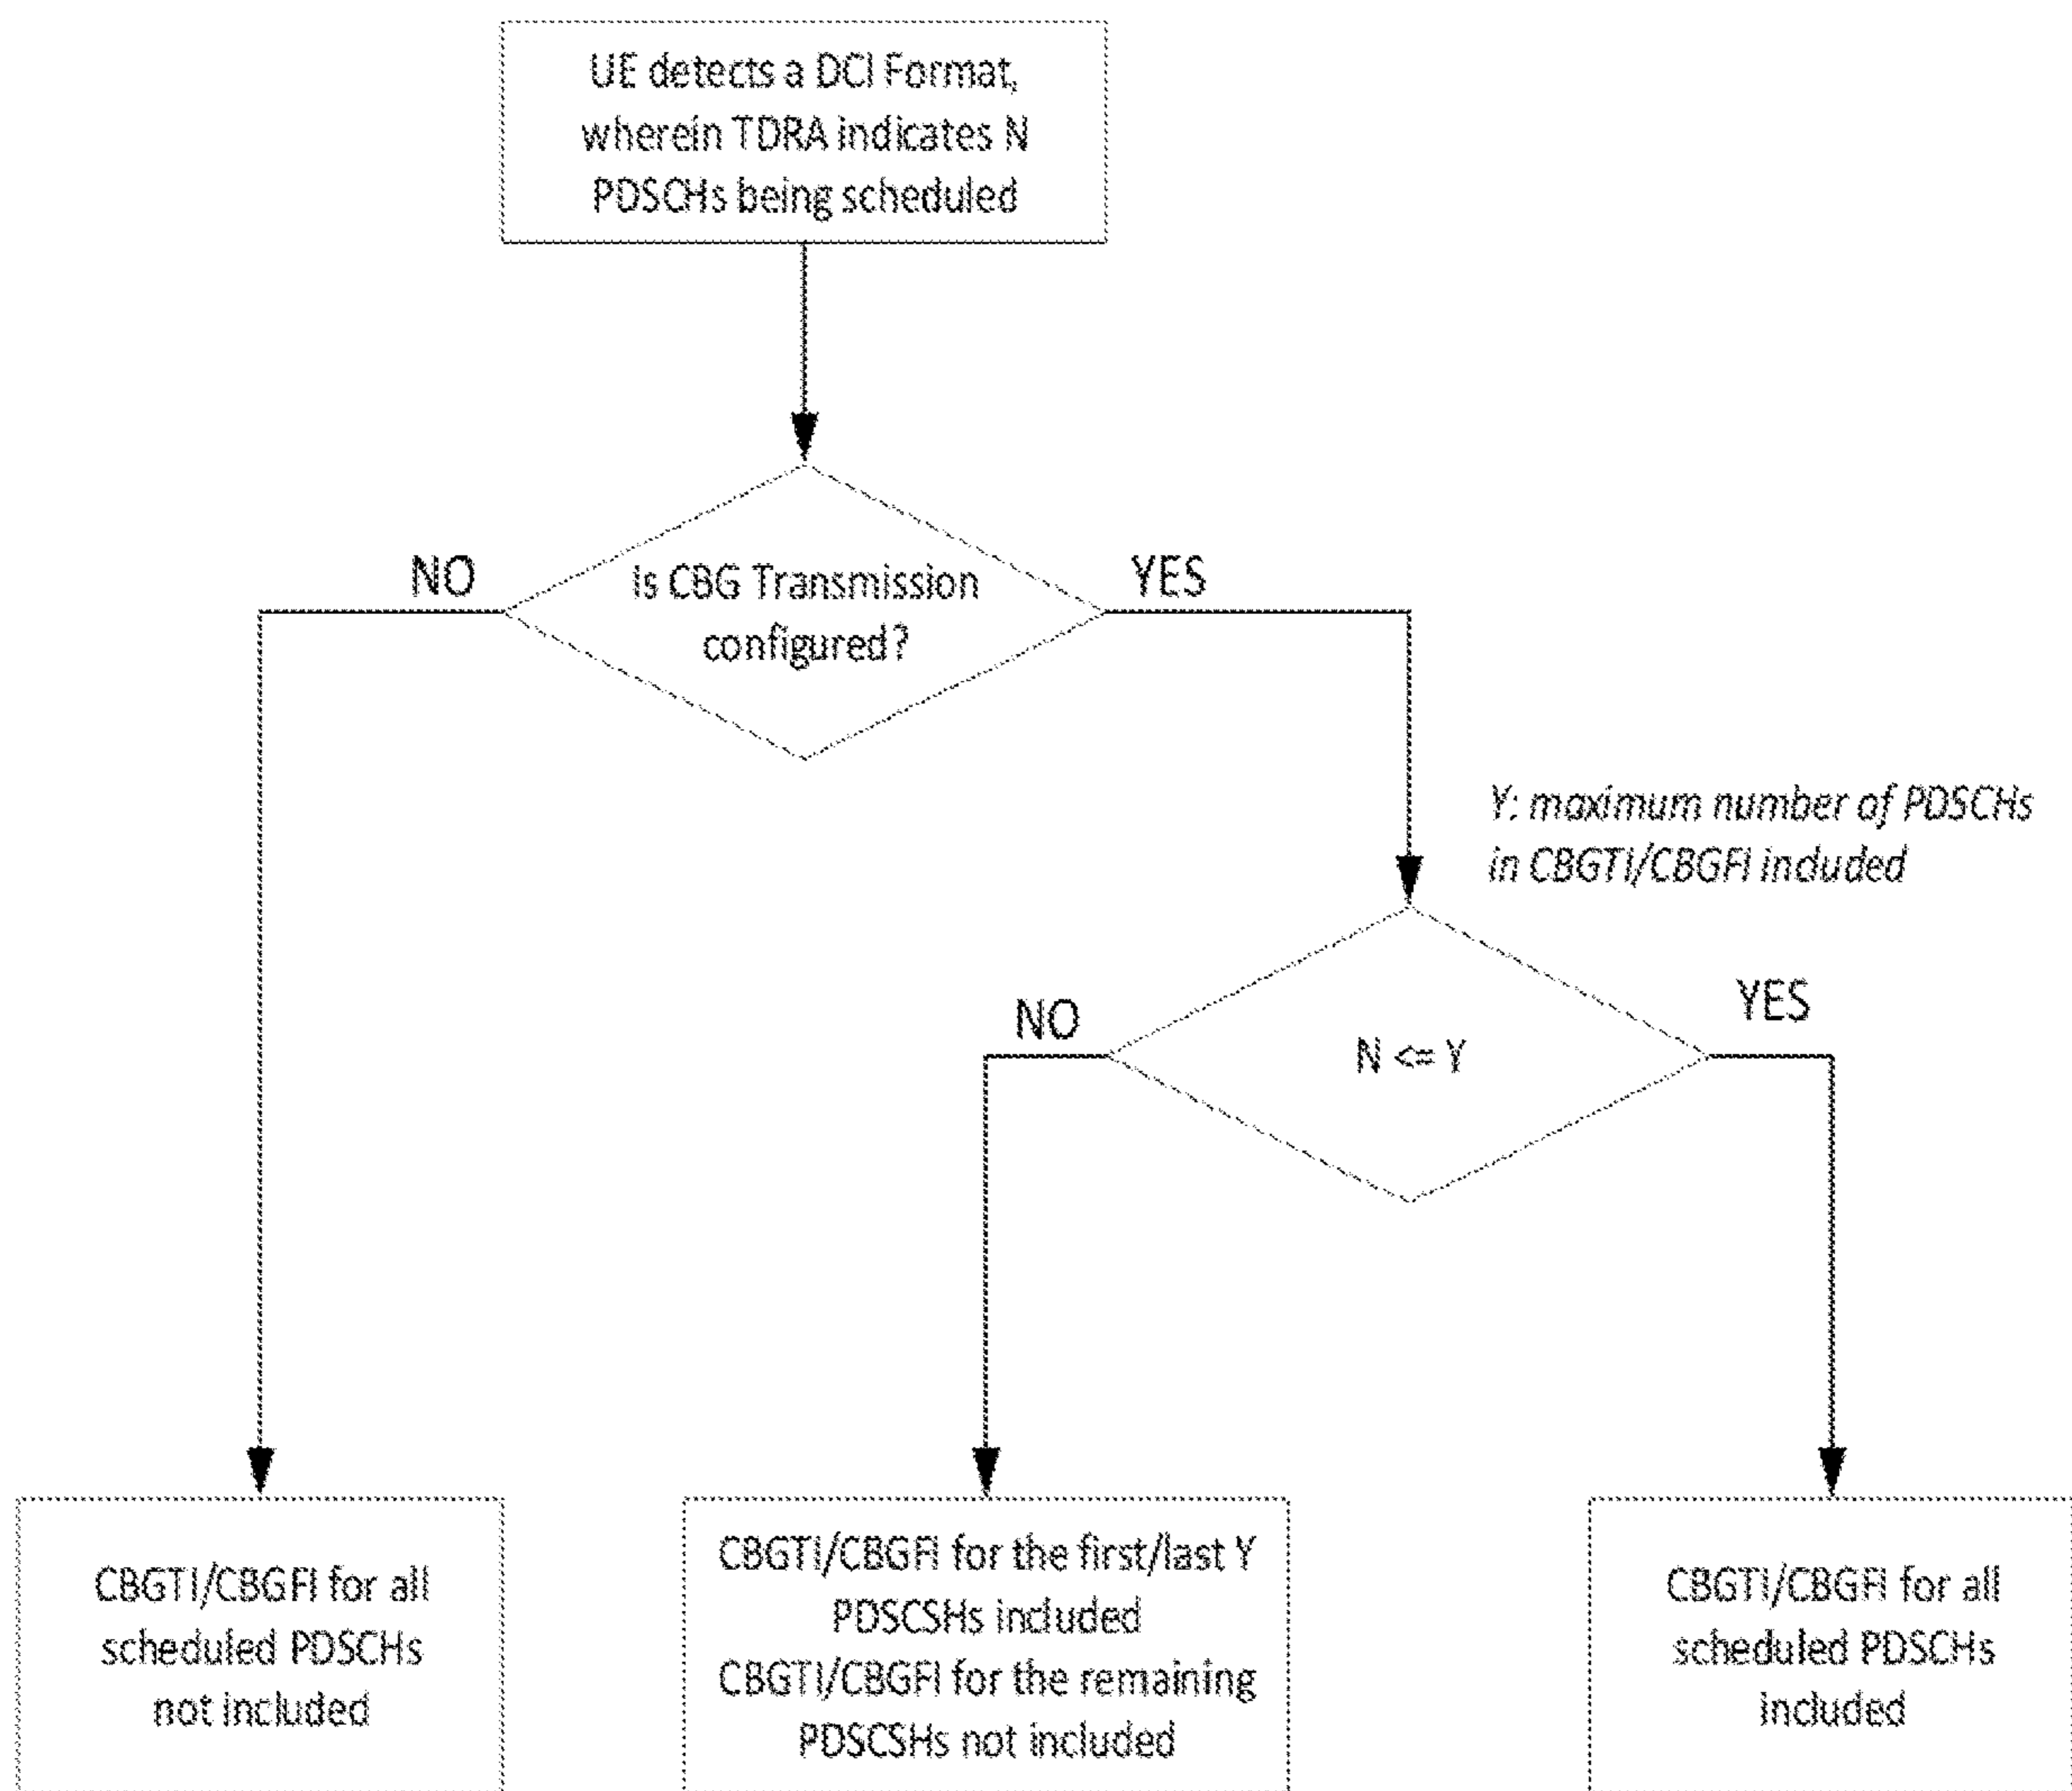 UE detects a DCI Format,
wherein TDRA indicates N
PDSCHs being scheduled
NO
YES
Is CBG Transmission
configured?
Y: maximum number of PDSCHs
in CBGTI/CBGFI included
NO
YES
N <= Y
CBGTI/CBGFI for all
scheduled PDSCHs
not included
CBGTI/CBGFI for the first/last Y
PDSCSHs included
CBGTI/CBGFI for the remaining
PDSCSHs not included
CBGTI/CBGFI for all
scheduled PDSCHs
included